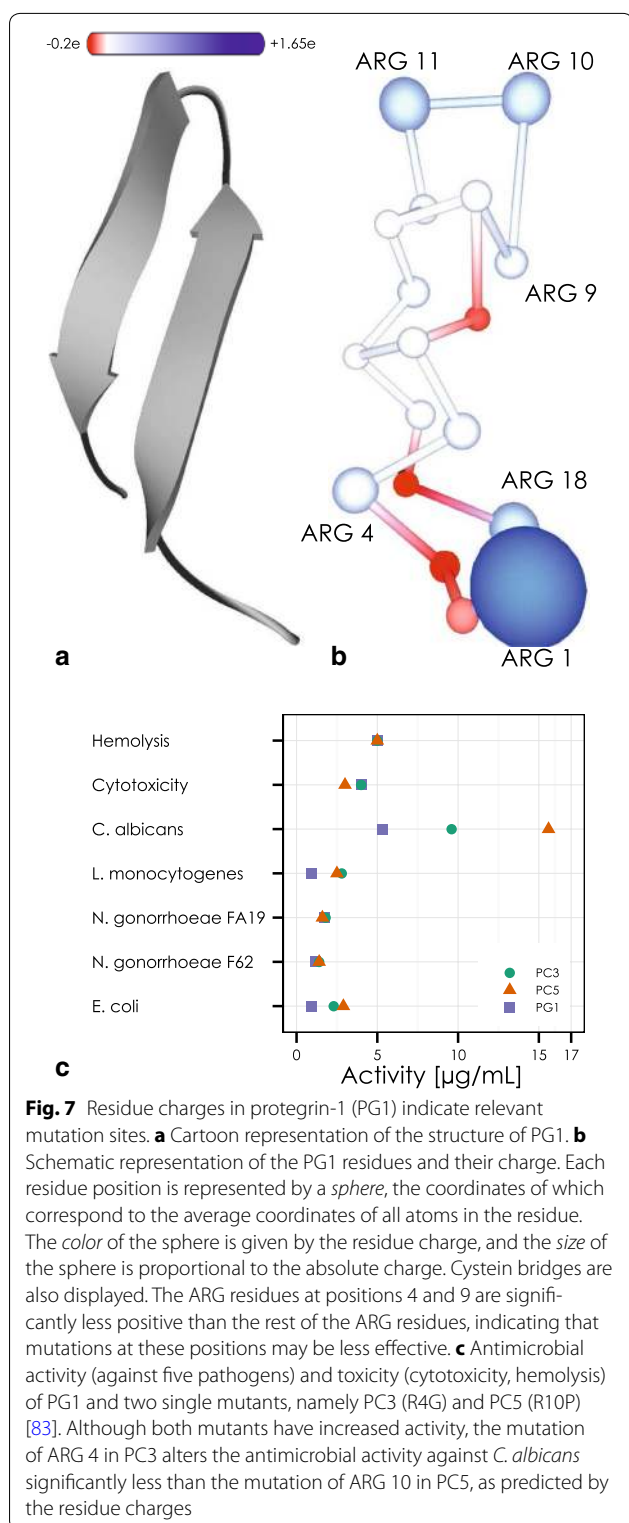 -0.2e +1.65e
ARG 11 ARG 10
ARG 9
ARG 18
ARG 4
ARG 1
a b
Hemolysis
Cytotoxicity
C. albicans
L. monocytogenes
N. gonorrhoeae FA19
N. gonorrhoeae F62
E. coli
PC3
PC5
PG1
0 5 10 15 17
Activity [µg/mL]
c
Fig. 7 Residue charges in protegrin-1 (PG1) indicate relevant
mutation sites. a Cartoon representation of the structure of PG1. b
Schematic representation of the PG1 residues and their charge. Each
residue position is represented by a sphere, the coordinates of which
correspond to the average coordinates of all atoms in the residue.
The color of the sphere is given by the residue charge, and the size of
the sphere is proportional to the absolute charge. Cystein bridges are
also displayed. The ARG residues at positions 4 and 9 are signifi-
cantly less positive than the rest of the ARG residues, indicating that
mutations at these positions may be less effective. c Antimicrobial
activity (against five pathogens) and toxicity (cytotoxicity, hemolysis)
of PG1 and two single mutants, namely PC3 (R4G) and PC5 (R10P)
[83]. Although both mutants have increased activity, the mutation
of ARG 4 in PC3 alters the antimicrobial activity against C. albicans
significantly less than the mutation of ARG 10 in PC5, as predicted by
the residue charges